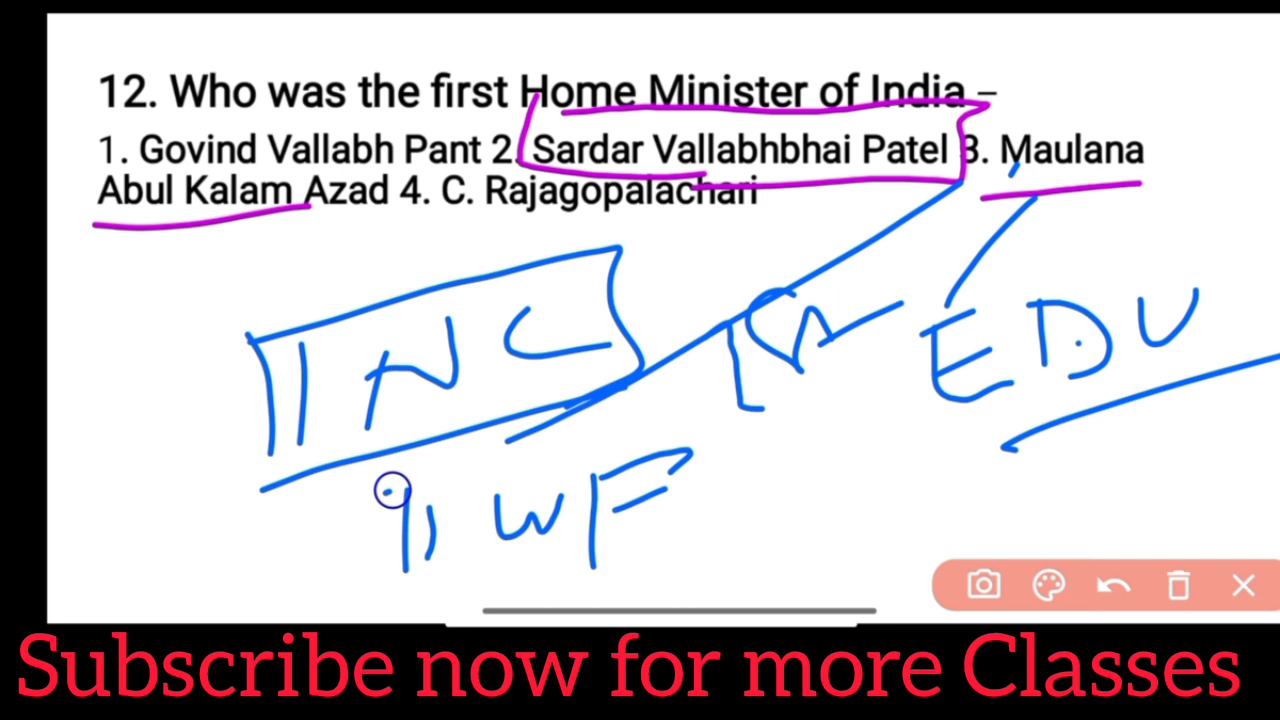 12. Who was the first Home Minister of India –
1. Govind Vallabh Pant 2. Sardar Vallabhbhai Patel 3. Maulana
Abul Kalam Azad 4. C. Rajagopalachari
INC
EDU
WF
Subscribe now for more Classes